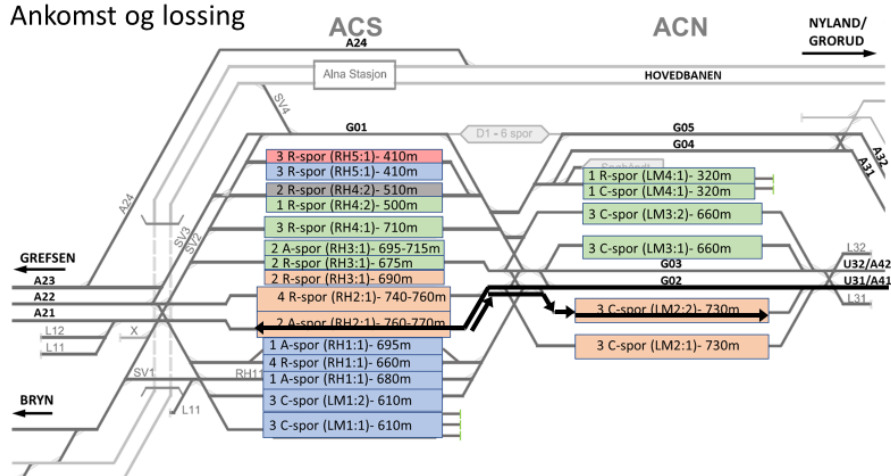 Ankomst og lossing
ACS
ACN
NYLAND/
GRORUD
A24
Alna Stasjon
HOVEDBANEN
SV4
G01
D1 - 6 spor
G05
G04
A32
A31
3 R-spor (RH5:1)- 410m
3 R-spor (RH5:1)- 410m
2 R-spor (RH4:2)- 510m
1 R-spor (RH4:2)- 500m
3 R-spor (RH4:1)- 710m
2 A-spor (RH3:1)- 695-715m
2 R-spor (RH3:1)- 675m
2 R-spor (RH3:1)- 690m
4 R-spor (RH2:1)- 740-760m
2 A-spor (RH2:1)- 760-770m
1 A-spor (RH1:1)- 695m
4 R-spor (RH1:1)- 660m
1 A-spor (RH1:1)- 680m
3 C-spor (LM1:2)- 610m
3 C-spor (LM1:1)- 610m
1 R-spor (LM4:1)- 320m
1 C-spor (LM4:1)- 320m
3 C-spor (LM3:2)- 660m
3 C-spor (LM3:1)- 660m
G03
G02
3 C-spor (LM2:2)- 730m
3 C-spor (LM2:1)- 730m
L32
U32/A42
U31/A41
L31
A24
SV3
SV2
GREFSEN
A23
A22
A21
L12
L11
X
SV1
RH11
L11
BRYN